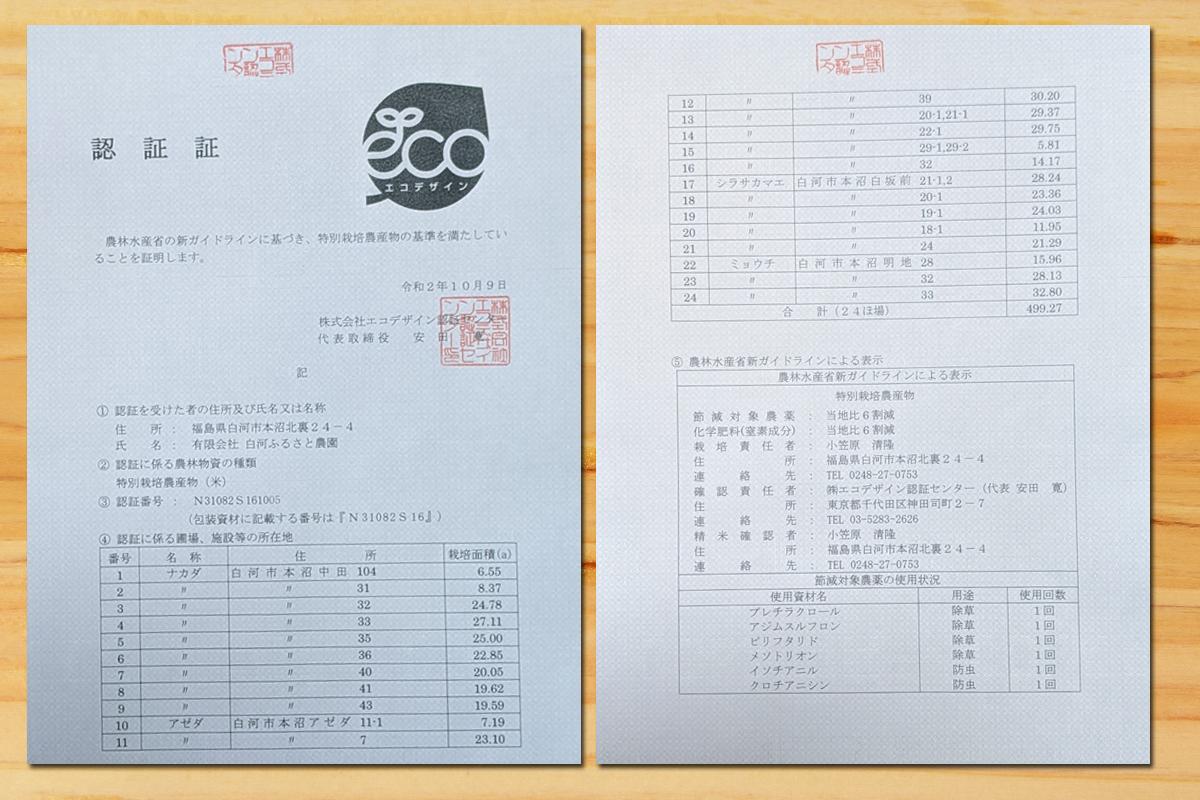 株式
エコデ
ン認
ンス
eco
エコデザイン
認証証
農林水産省の新ガイドラインに基づき、特別栽培農産物の基準を満たしてい
ることを証明します。
令和2年10月9日
株式会社エコデザイン認証センター
代表取締役 安田
記
① 認証を受けた者の住所及び氏名又は名称
住 所 : 福島県白河市本沼北裏24-4
氏 名 : 有限会社 白河ふるさと農園
② 認証に係る農林物資の種類
特別栽培農産物(米)
③ 認証番号 : N31082S161005
(包装資材に記載する番号は『N31082S16』)
④ 認証に係る圃場、施設等の所在地
番号 名称 住所 栽培面積(a)
1 ナカダ 白河市本沼中田 104 6.55
2 〃 〃 31 8.37
3 〃 〃 32 24.78
4 〃 〃 33 27.11
5 〃 〃 35 25.00
6 〃 〃 36 22.85
7 〃 〃 40 20.05
8 〃 〃 41 19.62
9 〃 〃 43 19.59
10 アゼダ 白河市本沼アゼダ 11-1 7.19
11 〃 〃 7 23.10
12 〃 〃 39 30.20
13 〃 〃 20-1,21-1 29.37
14 〃 〃 22-1 29.75
15 〃 〃 29-1,29-2 5.81
16 〃 〃 32 14.17
17 シラサカマエ 白河市本沼白坂前 21-1,2 28.24
18 〃 〃 20-1 23.36
19 〃 〃 19-1 24.03
20 〃 〃 18-1 11.95
21 〃 〃 24 21.29
22 ミョウチ 白河市本沼明地 28 15.96
23 〃 〃 32 28.13
24 〃 〃 33 32.80
合 計(24ほ場) 499.27
⑤ 農林水産省新ガイドラインによる表示
農林水産省新ガイドラインによる表示
特別栽培農産物
節減対象農薬 : 当地比6割減
化学肥料(窒素成分) : 当地比6割減
栽培責任者 : 小笠原 清隆
住所 : 福島県白河市本沼北裏24-4
連絡先 : TEL 0248-27-0753
確認責任者 : ㈱エコデザイン認証センター(代表 安田 寛)
住所 : 東京都千代田区神田司町2-7
連絡先 : TEL 03-5283-2626
精米確認者 : 小笠原 清隆
住所 : 福島県白河市本沼北裏24-4
連絡先 : TEL 0248-27-0753
節減対象農薬の使用状況
使用資材名 用途 使用回数
プレチラクロール 除草 1回
アジムスルフロン 除草 1回
ピリフタリド 除草 1回
メソトリオン 除草 1回
イソチアニル 防虫 1回
クロチアニシン 防虫 1回